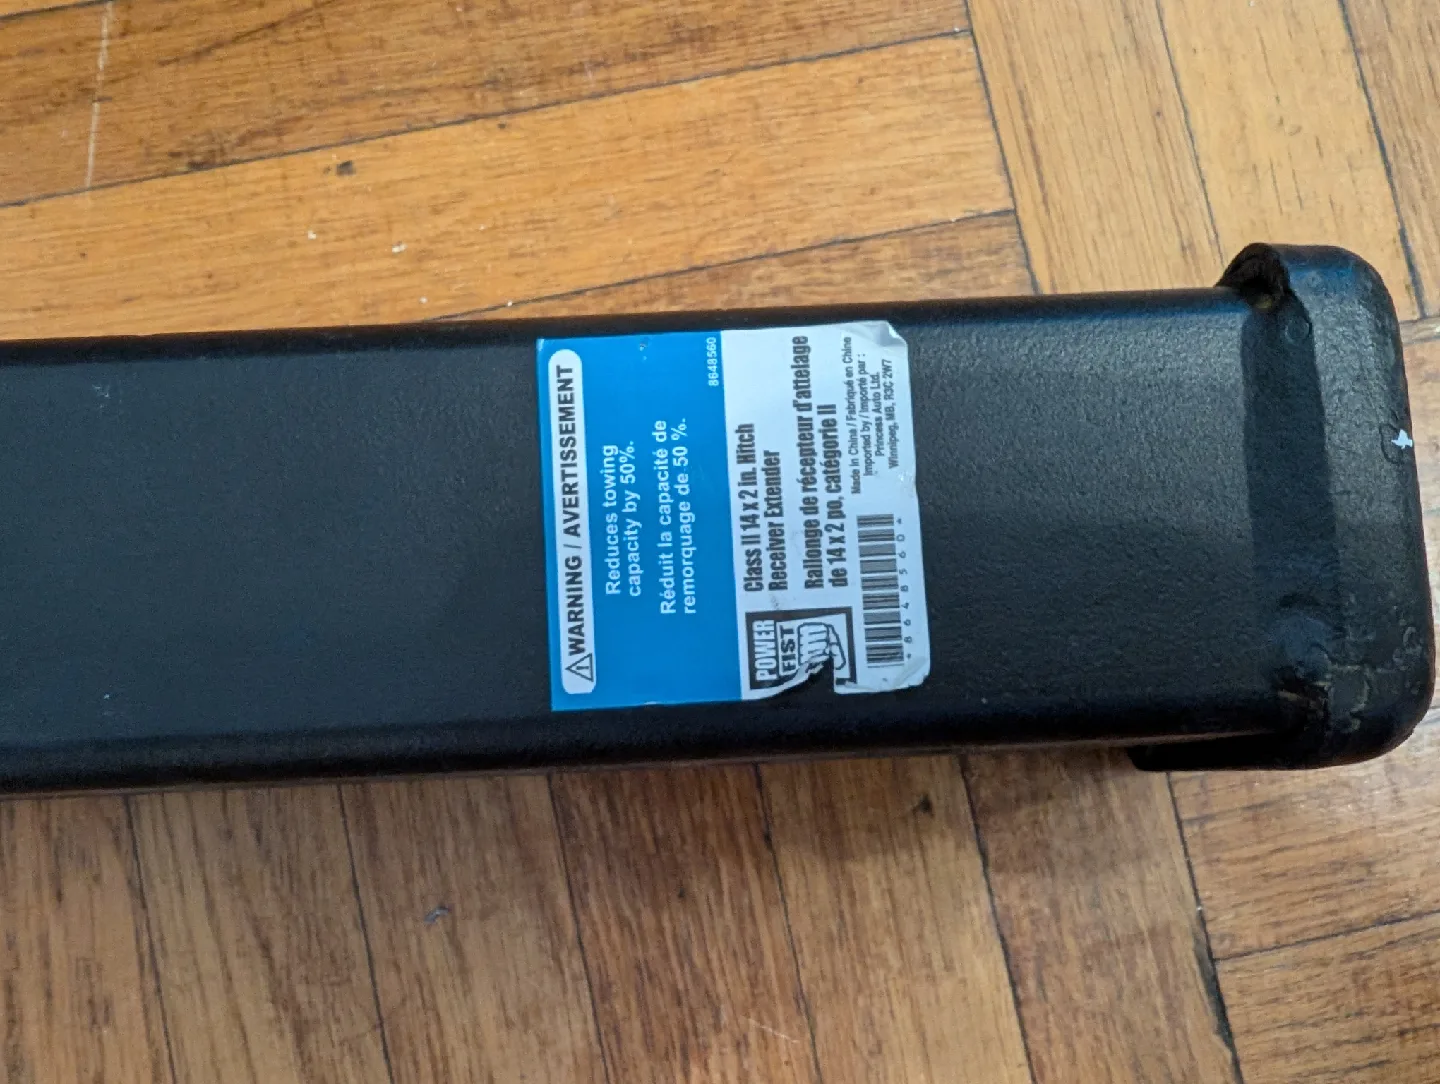 WARNING / AVERTISSEMENT
Reduces towing
capacity by 50%.
Réduit la capacité de
remorquage de 50 %.
8648560
Class II 14 x 2 in. Hitch
Receiver Extender
Rallonge de récepteur d'attelage
de 14 x 2 po, catégorie II
POWER
FIST
Made in China / Fabriqué en Chine
Imported by / Importé par :
Princess Auto Ltd.
Winnipeg, MB, R3C 2W7
*8648560*